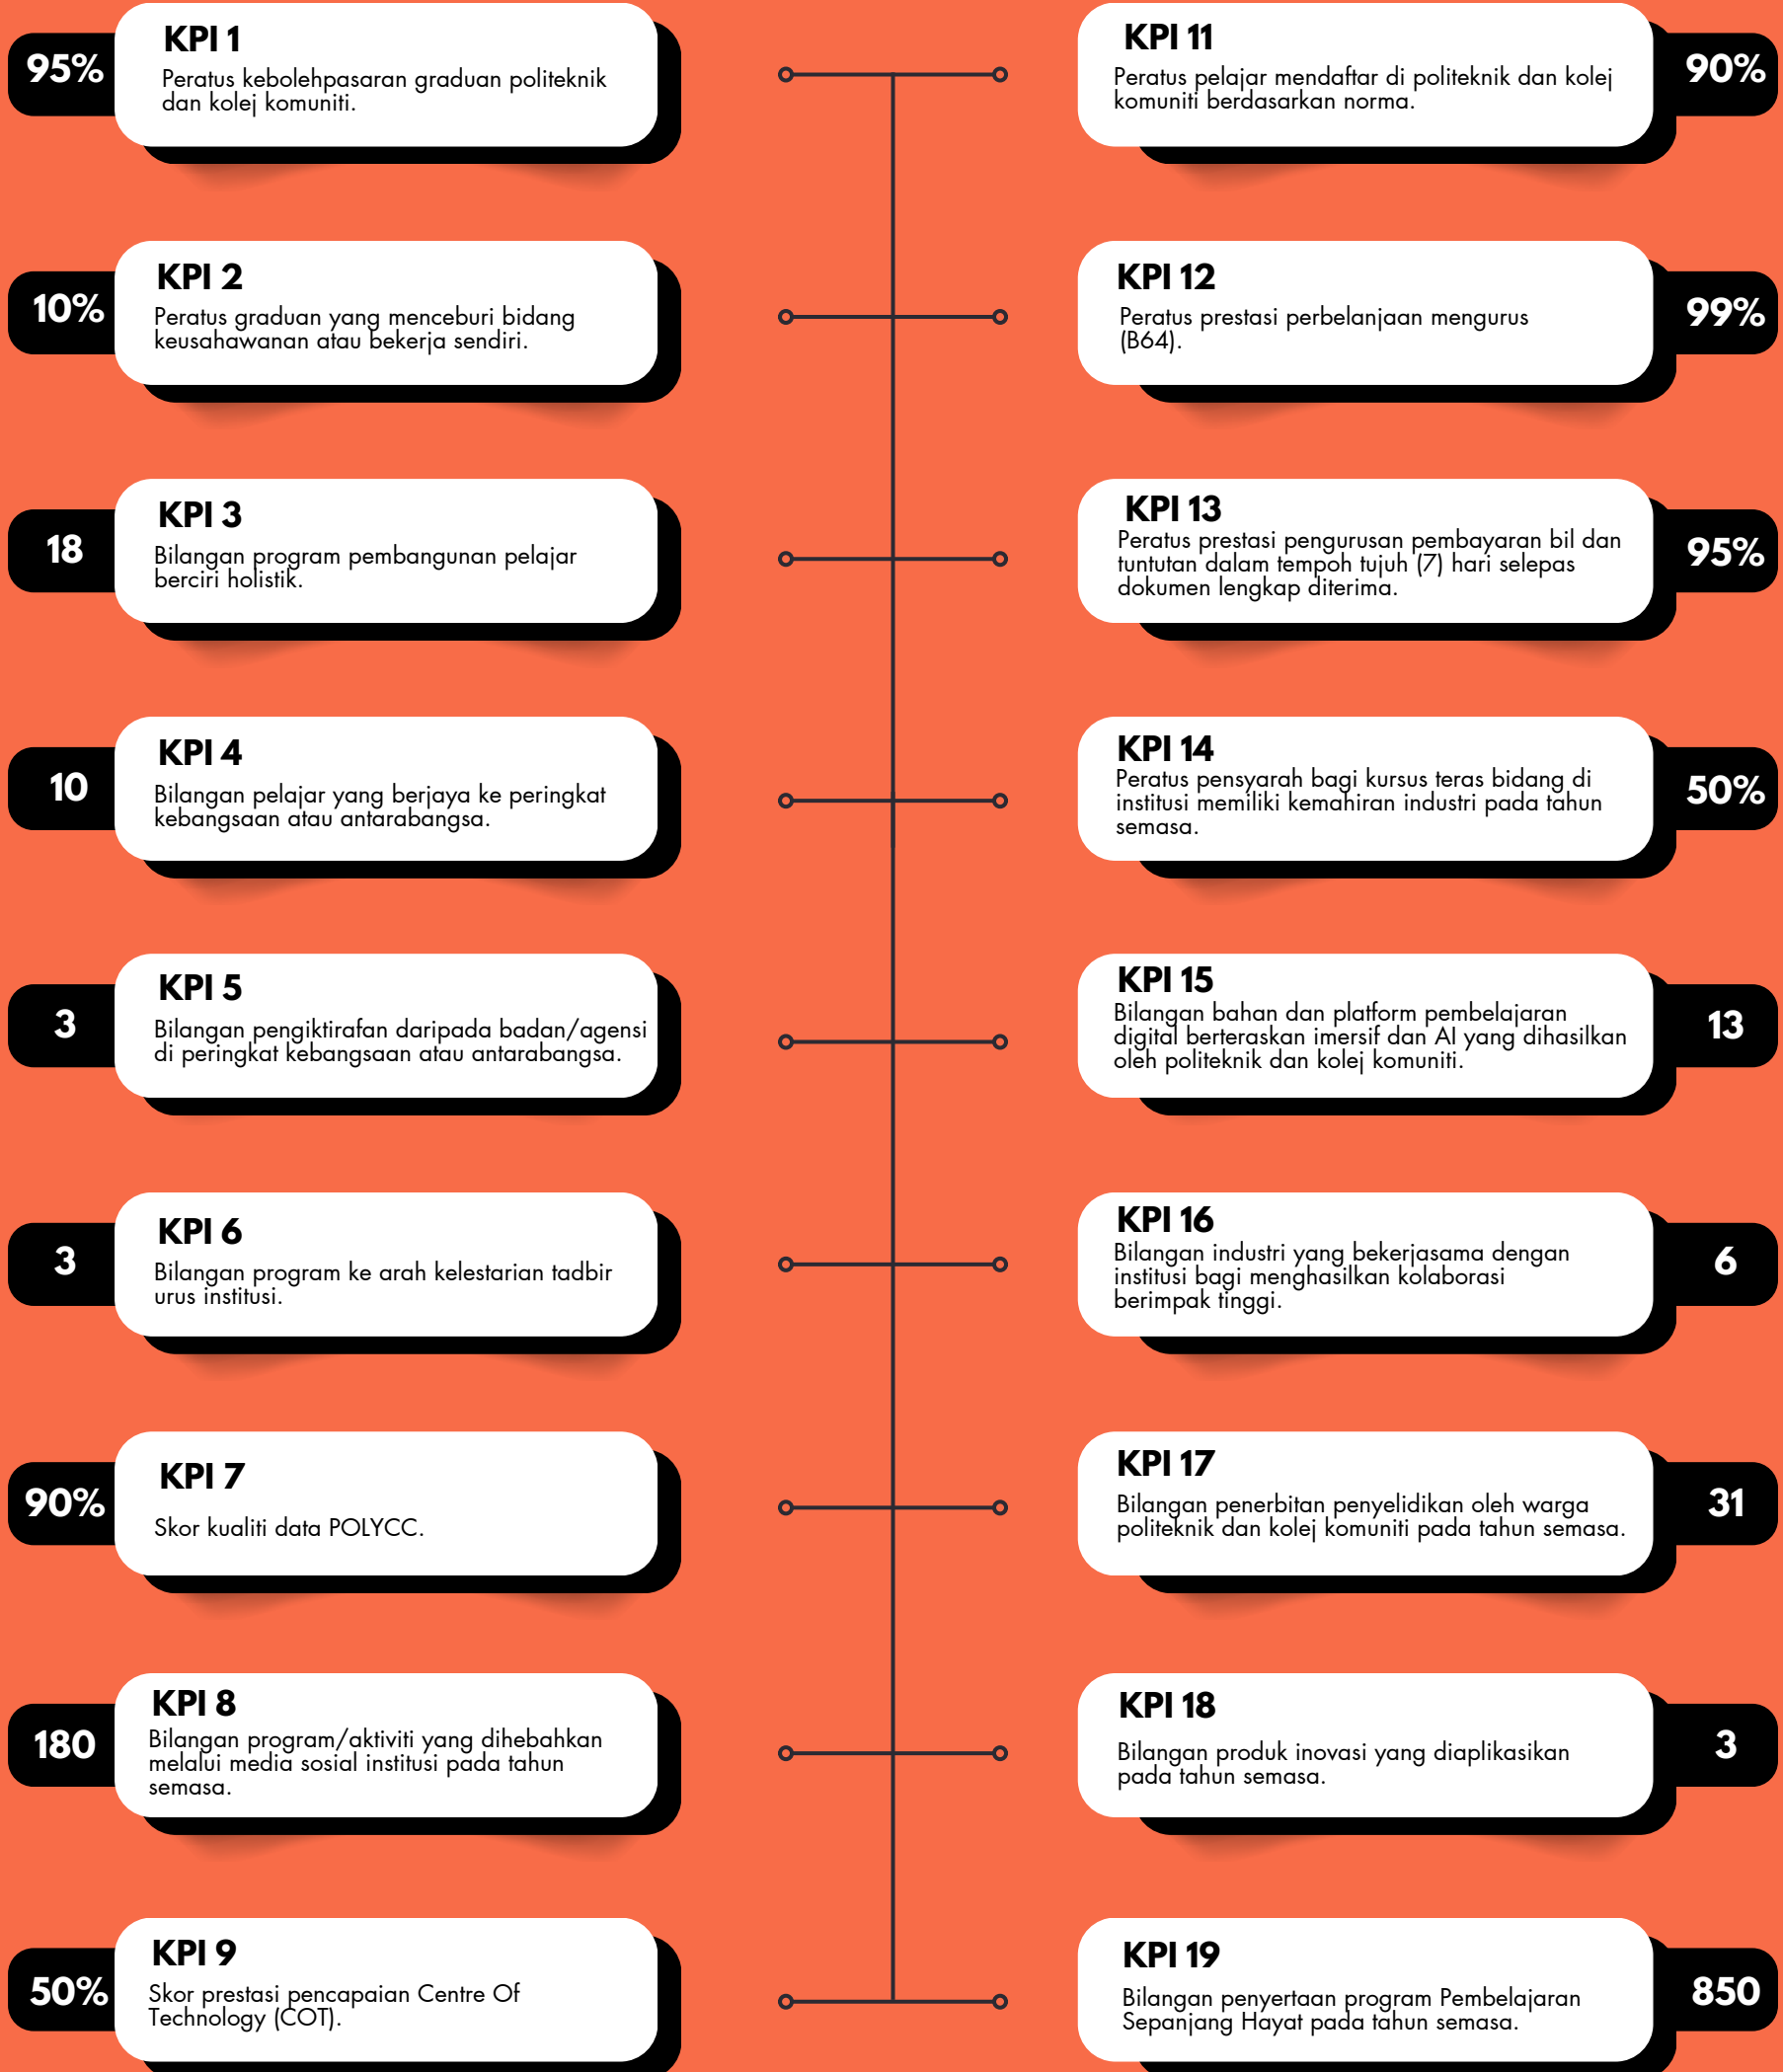 95%
KPI 1
Peratus kebolehpasaran graduan politeknik
dan kolej komuniti.
10%
KPI 2
Peratus graduan yang menceburi bidang
keusahawanan atau bekerja sendiri.
18
KPI 3
Bilangan program pembangunan pelajar
berciri holistik.
10
KPI 4
Bilangan pelajar yang berjaya ke peringkat
kebangsaan atau antarabangsa.
3
KPI 5
Bilangan pengiktirafan daripada badan/agensi
di peringkat kebangsaan atau antarabangsa.
3
KPI 6
Bilangan program ke arah kelestarian tadbir
urus institusi.
90%
KPI 7
Skor kualiti data POLYCC.
180
KPI 8
Bilangan program/aktiviti yang dihebahkan
melalui media sosial institusi pada tahun
semasa.
50%
KPI 9
Skor prestasi pencapaian Centre Of
Technology (COT).
KPI 11
90%
Peratus pelajar mendaftar di politeknik dan kolej
komuniti berdasarkan norma.
KPI 12
99%
Peratus prestasi perbelanjaan mengurus
(B64).
KPI 13
95%
Peratus prestasi pengurusan pembayaran bil dan
tuntutan dalam tempoh tujuh (7) hari selepas
dokumen lengkap diterima.
KPI 14
50%
Peratus pensyarah bagi kursus teras bidang di
institusi memiliki kemahiran industri pada tahun
semasa.
KPI 15
13
Bilangan bahan dan platform pembelajaran
digital berteraskan imersif dan AI yang dihasilkan
oleh politeknik dan kolej komuniti.
KPI 16
6
Bilangan industri yang bekerjasama dengan
institusi bagi menghasilkan kolaborasi
berimpak tinggi.
KPI 17
31
Bilangan penerbitan penyelidikan oleh warga
politeknik dan kolej komuniti pada tahun semasa.
KPI 18
3
Bilangan produk inovasi yang diaplikasikan
pada tahun semasa.
KPI 19
850
Bilangan penyertaan program Pembelajaran
Sepanjang Hayat pada tahun semasa.